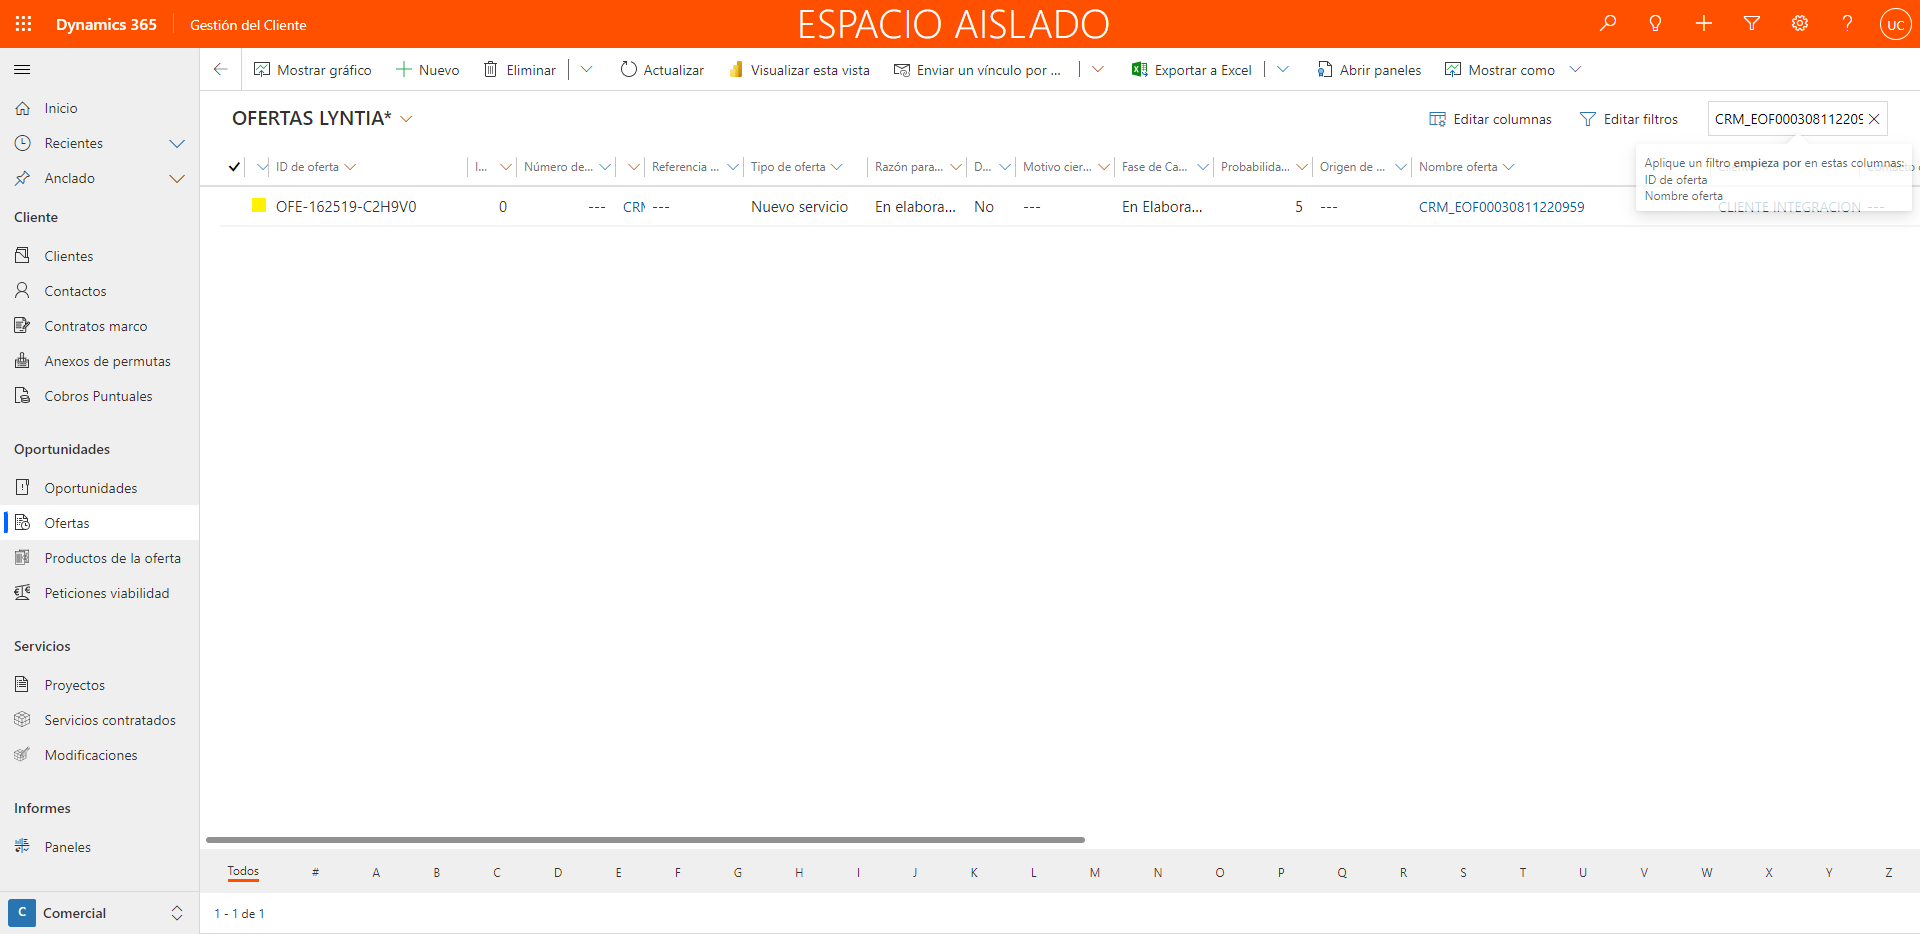 Dynamics 365
Gestión del Cliente
ESPACIO AISLADO
UC
Mostrar gráfico
Nuevo
Eliminar
Actualizar
Visualizar esta vista
Enviar un vínculo por ...
Exportar a Excel
Abrir paneles
Mostrar como
Inicio
Recientes
Anclado
Cliente
Clientes
Contactos
Contratos marco
Anexos de permutas
Cobros Puntuales
Oportunidades
Oportunidades
Ofertas
Productos de la oferta
Peticiones viabilidad
Servicios
Proyectos
Servicios contratados
Modificaciones
Informes
Paneles
C Comercial
OFERTAS LYNTIA*
Editar columnas
Editar filtros
CRM_EOF00030811220959
Aplique un filtro empieza por en estas columnas:
ID de oferta
Nombre oferta
ID de oferta I... Número de... Referencia ... Tipo de oferta Razón para... D... Motivo cier... Fase de Ca... Probabilida... Origen de ... Nombre oferta
OFE-162519-C2H9V0 0 --- CRM --- Nuevo servicio En elabora... No --- En Elabora... 5 --- CRM_EOF00030811220959 CLIENTE INTEGRACION ---
Todos # A B C D E F G H I J K L M N O P Q R S T U V W X Y Z
1 - 1 de 1